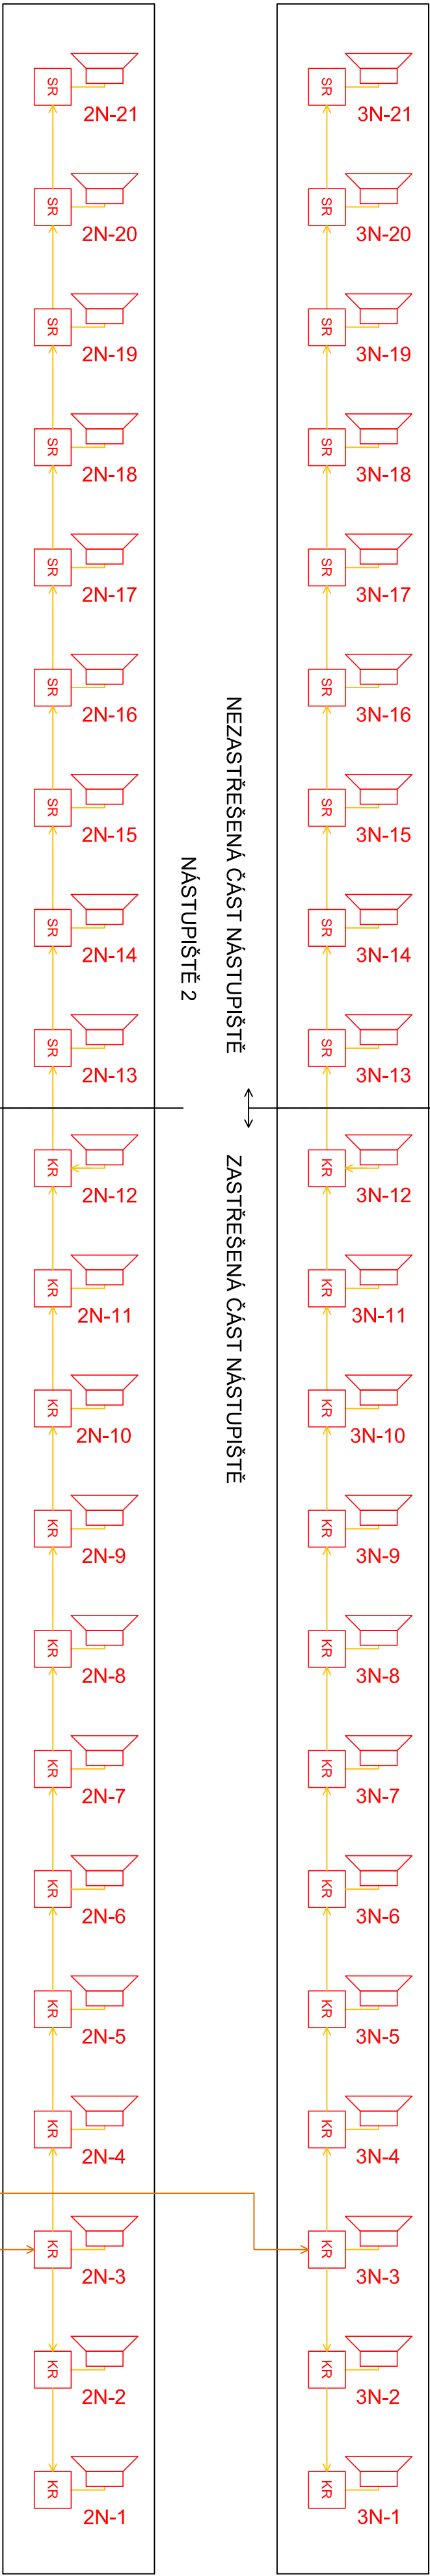 SR
2N-21
SR
3N-21
SR
2N-20
SR
3N-20
SR
2N-19
SR
3N-19
SR
2N-18
SR
3N-18
SR
2N-17
SR
3N-17
SR
2N-16
SR
3N-16
SR
2N-15
SR
3N-15
SR
2N-14
SR
3N-14
SR
2N-13
SR
3N-13
NEZASTŘEŠENÁ ČÁST NÁSTUPIŠTĚ
NÁSTUPIŠTĚ 2
ZASTŘEŠENÁ ČÁST NÁSTUPIŠTĚ
KR
2N-12
KR
3N-12
KR
2N-11
KR
3N-11
KR
2N-10
KR
3N-10
KR
2N-9
KR
3N-9
KR
2N-8
KR
3N-8
KR
2N-7
KR
3N-7
KR
2N-6
KR
3N-6
KR
2N-5
KR
3N-5
KR
2N-4
KR
3N-4
KR
2N-3
KR
3N-3
KR
2N-2
KR
3N-2
KR
2N-1
KR
3N-1